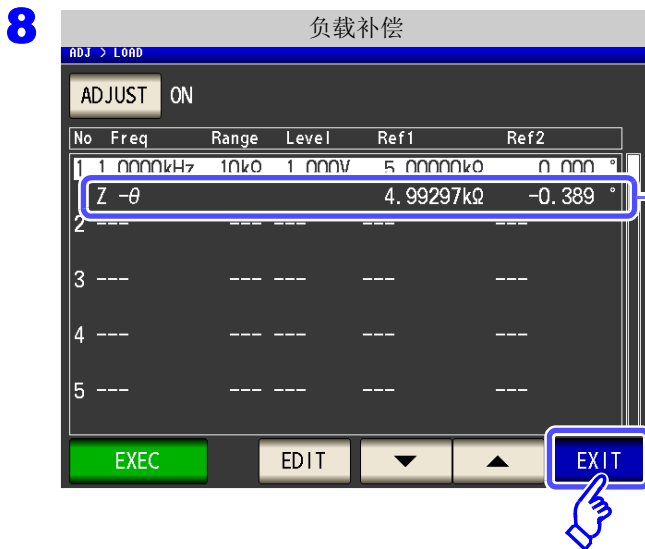 8
负载补偿
ADJ > LOAD
ADJUST ON
No Freq Range Level Ref1 Ref2
1 1.0000kHz 10kΩ 1.000V 5.00000kΩ 0.000 °
Z -θ 4.99297kΩ -0.389 °
2 --- --- --- --- ---
3 --- --- --- --- ---
4 --- --- --- --- ---
5 --- --- --- --- ---
EXEC EDIT ▼ ▲ EXIT